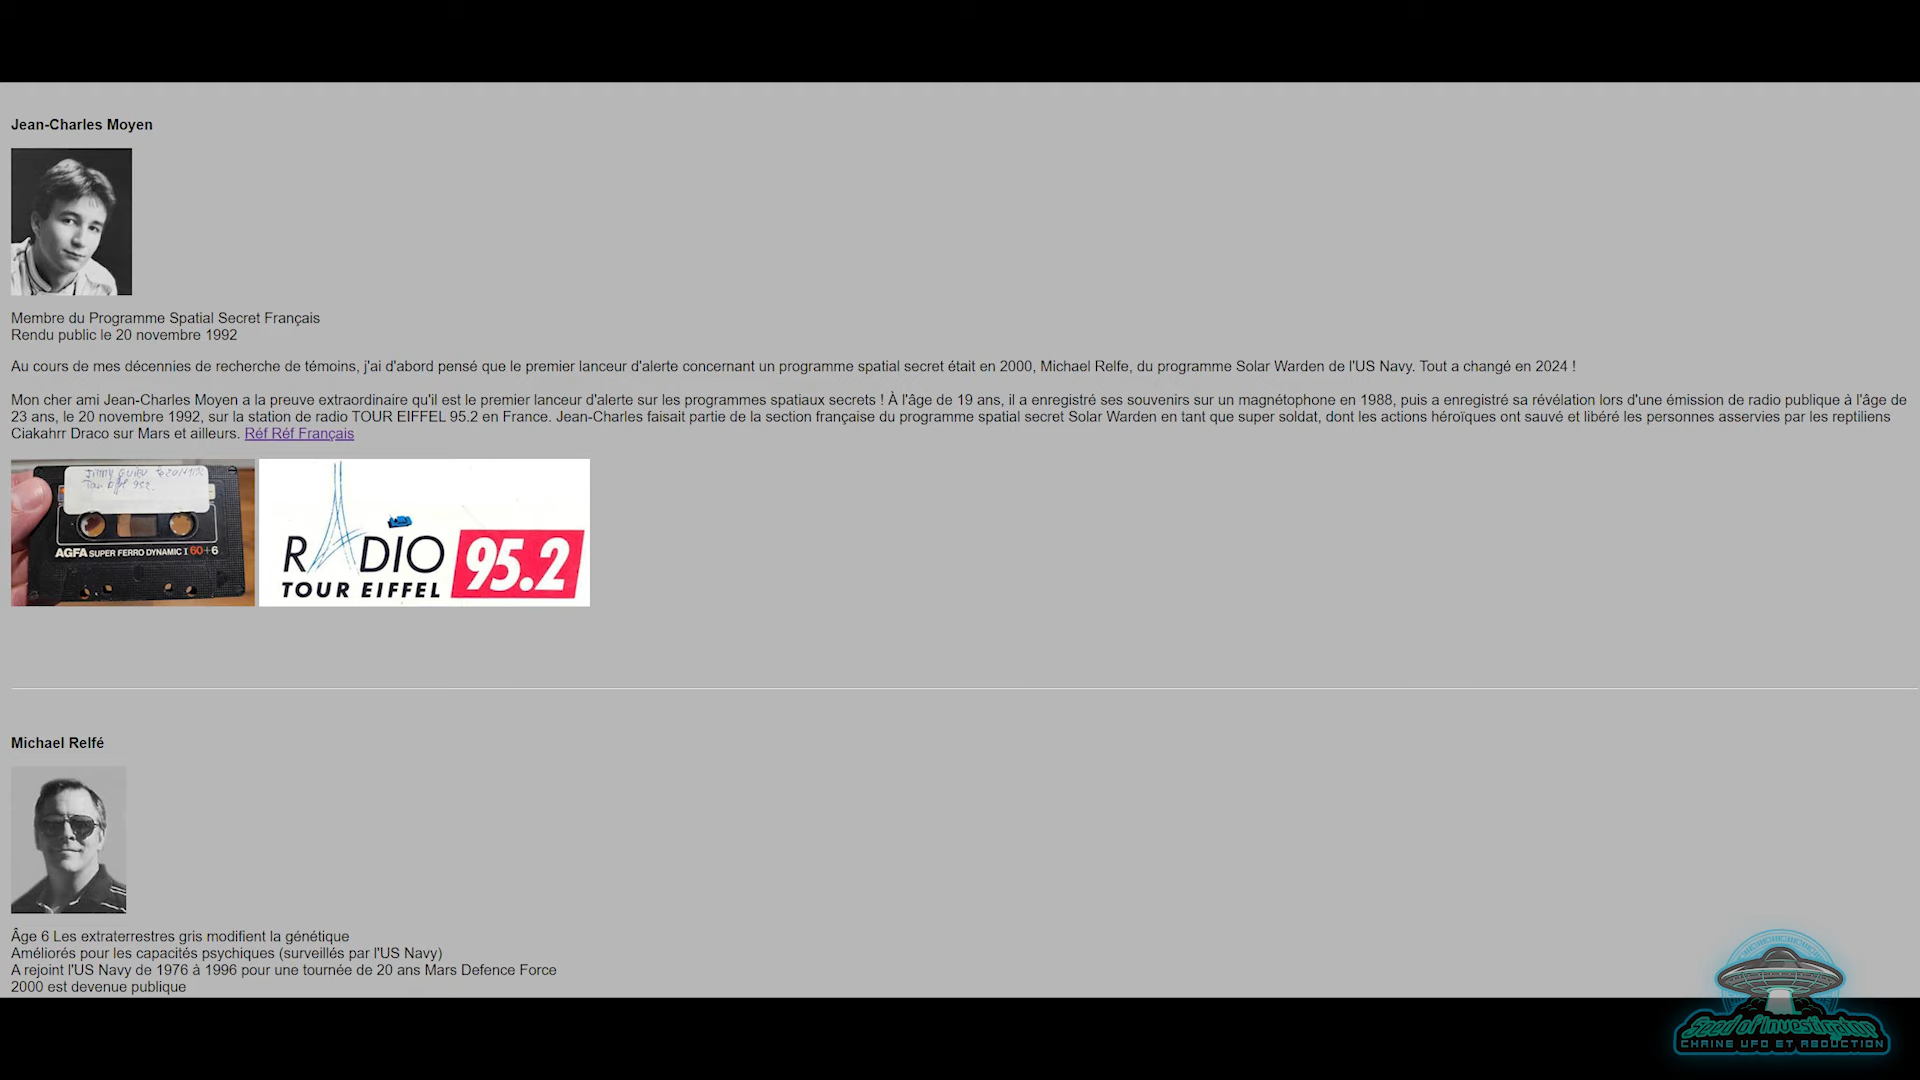 Jean-Charles Moyen
Membre du Programme Spatial Secret Français
Rendu public le 20 novembre 1992
Au cours de mes décennies de recherche de témoins, j'ai d'abord pensé que le premier lanceur d'alerte concernant un programme spatial secret était en 2000, Michael Relfe, du programme Solar Warden de l'US Navy. Tout a changé en 2024 !
Mon cher ami Jean-Charles Moyen a la preuve extraordinaire qu'il est le premier lanceur d'alerte sur les programmes spatiaux secrets ! À l'âge de 19 ans, il a enregistré ses souvenirs sur un magnétophone en 1988, puis a enregistré sa révélation lors d'une émission de radio publique à l'âge de
23 ans, le 20 novembre 1992, sur la station de radio TOUR EIFFEL 95.2 en France. Jean-Charles faisait partie de la section française du programme spatial secret Solar Warden en tant que super soldat, dont les actions héroïques ont sauvé et libéré les personnes asservies par les reptiliens
Ciakahrr Draco sur Mars et ailleurs. Réf Réf Français
Jimmy Guieu
952
AGFA SUPER FERRO DYNAMIC I 60+6
RADIO
TOUR EIFFEL
95.2
Michael Relfé
Âge 6 Les extraterrestres gris modifient la génétique
Améliorés pour les capacités psychiques (surveillés par l'US Navy)
A rejoint l'US Navy de 1976 à 1996 pour une tournée de 20 ans Mars Defence Force
2000 est devenue publique
Seed of Investigator
CHAINE UFO ET ABDUCTION